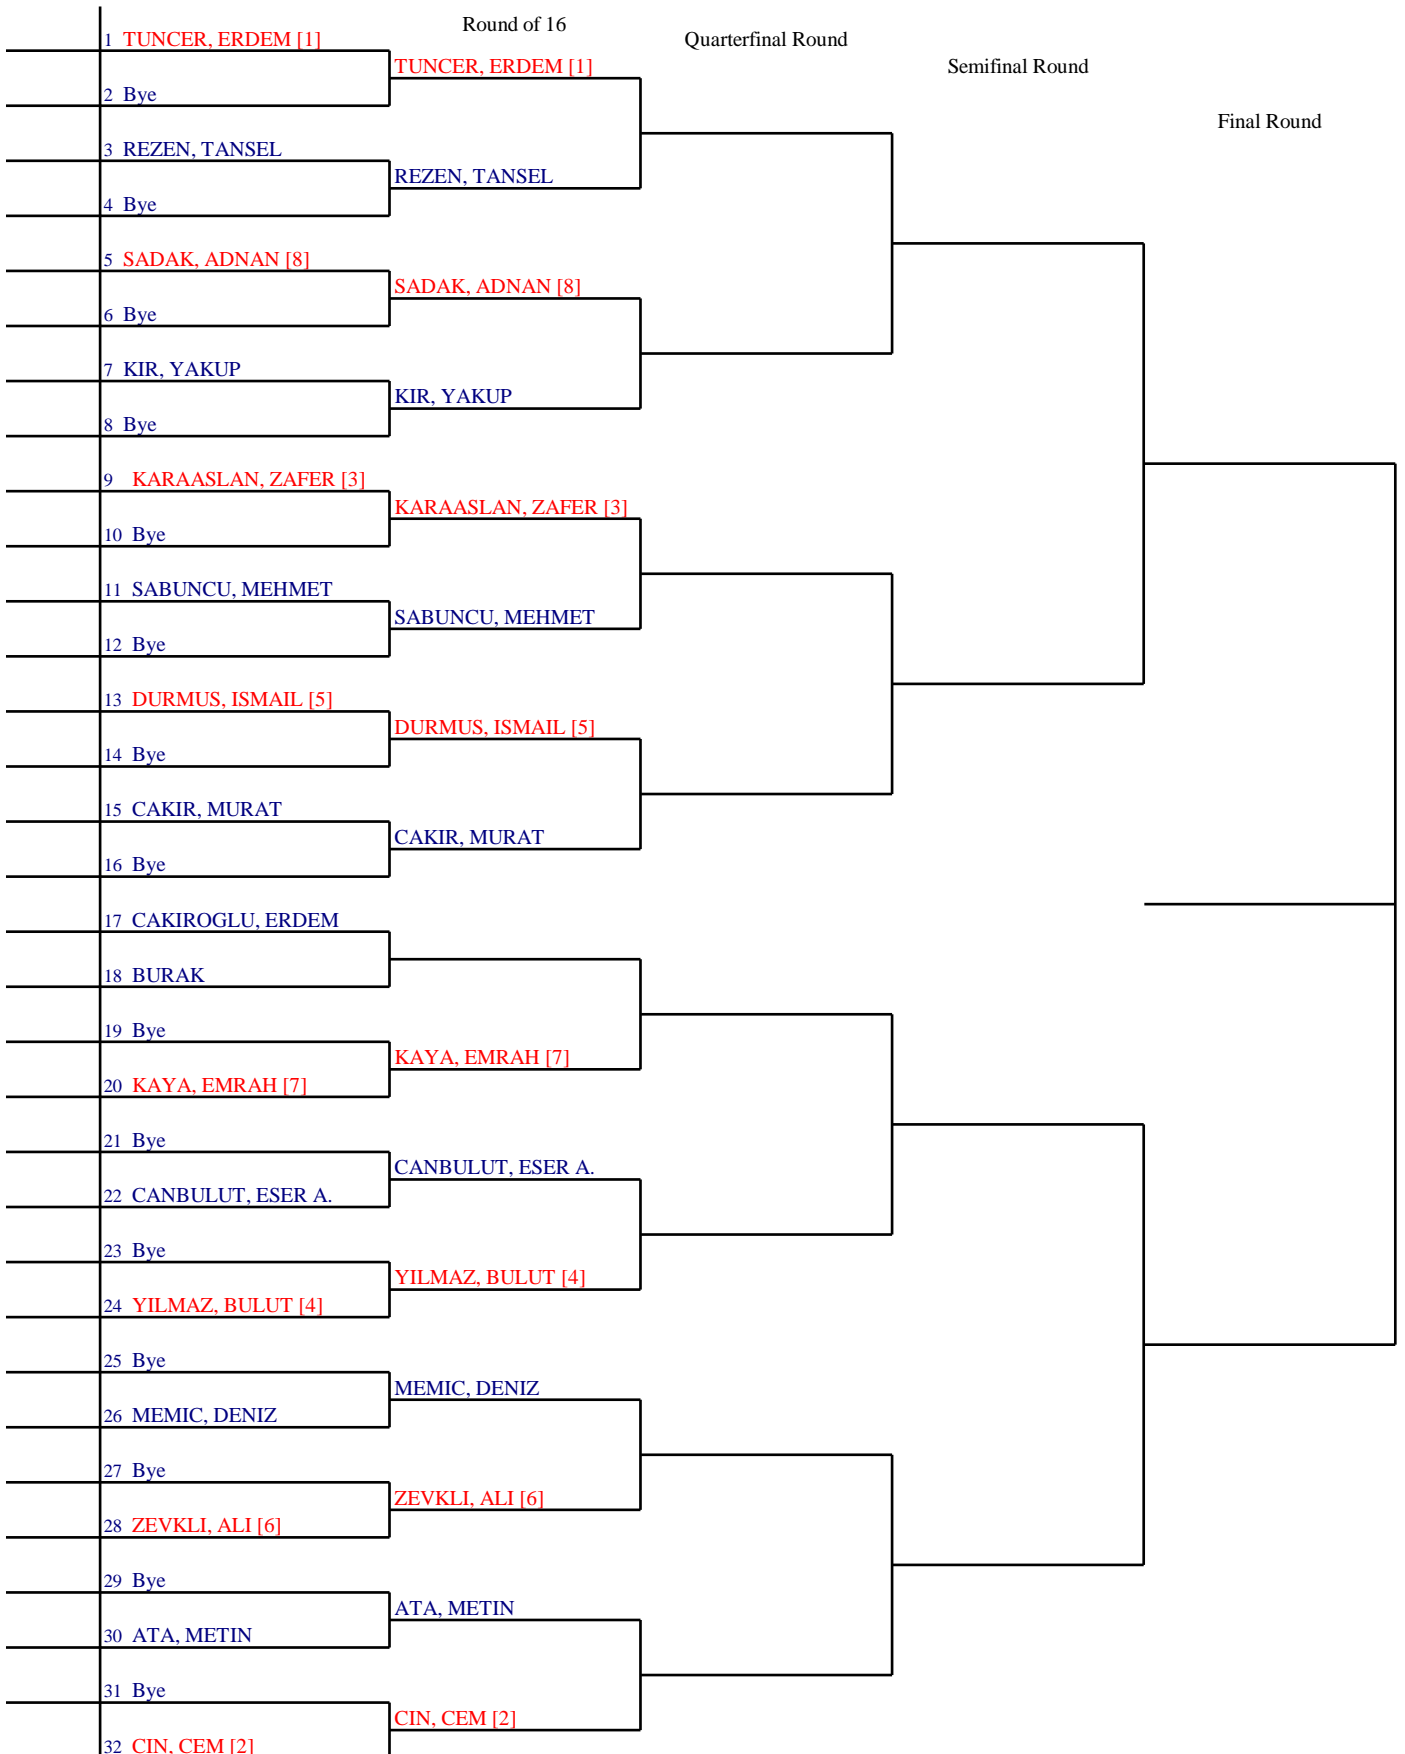 Round of 16
Quarterfinal Round
Semifinal Round
Final Round
1 TUNCER, ERDEM [1]
TUNCER, ERDEM [1]
2 Bye
3 REZEN, TANSEL
REZEN, TANSEL
4 Bye
5 SADAK, ADNAN [8]
SADAK, ADNAN [8]
6 Bye
7 KIR, YAKUP
KIR, YAKUP
8 Bye
9 KARAASLAN, ZAFER [3]
KARAASLAN, ZAFER [3]
10 Bye
11 SABUNCU, MEHMET
SABUNCU, MEHMET
12 Bye
13 DURMUS, ISMAIL [5]
DURMUS, ISMAIL [5]
14 Bye
15 CAKIR, MURAT
CAKIR, MURAT
16 Bye
17 CAKIROGLU, ERDEM
18 BURAK
19 Bye
KAYA, EMRAH [7]
20 KAYA, EMRAH [7]
21 Bye
CANBULUT, ESER A.
22 CANBULUT, ESER A.
23 Bye
YILMAZ, BULUT [4]
24 YILMAZ, BULUT [4]
25 Bye
MEMIC, DENIZ
26 MEMIC, DENIZ
27 Bye
ZEVKLI, ALI [6]
28 ZEVKLI, ALI [6]
29 Bye
ATA, METIN
30 ATA, METIN
31 Bye
CIN, CEM [2]
32 CIN, CEM [2]